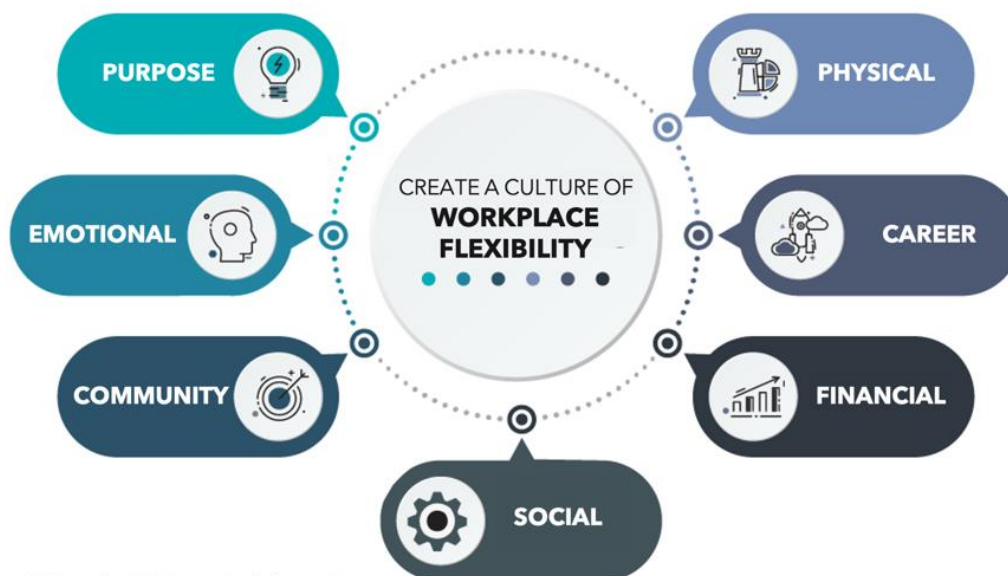 PURPOSE
PHYSICAL
CREATE A CULTURE OF
WORKPLACE
FLEXIBILITY
EMOTIONAL
CAREER
COMMUNITY
FINANCIAL
SOCIAL